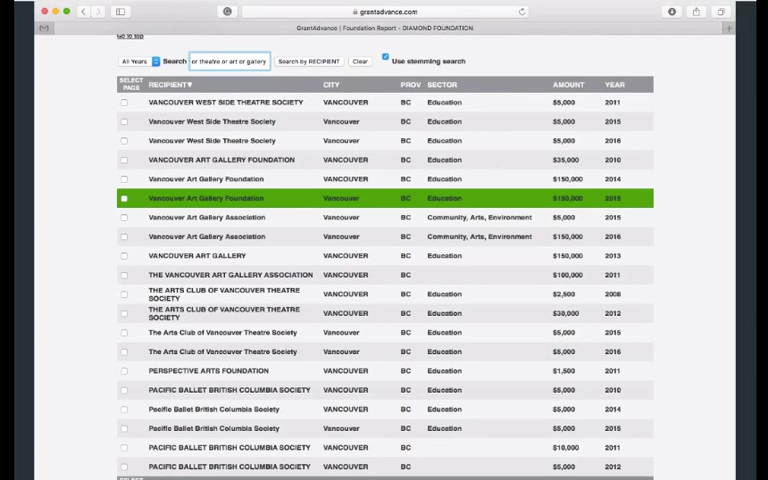 grantadvance.com
GrantAdvance | Foundation Report - DIAMOND FOUNDATION
Go to top
All Years Search or theatre or art or gallery Search by RECIPIENT Clear Use stemming search
SELECT PAGE RECIPIENT▼ CITY PROV SECTOR AMOUNT YEAR
VANCOUVER WEST SIDE THEATRE SOCIETY VANCOUVER BC Education $5,000 2011
Vancouver West Side Theatre Society Vancouver BC Education $5,000 2015
Vancouver West Side Theatre Society Vancouver BC Education $5,000 2016
VANCOUVER ART GALLERY FOUNDATION VANCOUVER BC Education $35,000 2010
Vancouver Art Gallery Foundation Vancouver BC Education $150,000 2014
Vancouver Art Gallery Foundation Vancouver BC Education $150,000 2015
Vancouver Art Gallery Association Vancouver BC Community, Arts, Environment $5,000 2015
Vancouver Art Gallery Association Vancouver BC Community, Arts, Environment $150,000 2016
VANCOUVER ART GALLERY VANCOUVER BC Education $150,000 2013
THE VANCOUVER ART GALLERY ASSOCIATION VANCOUVER BC $100,000 2011
THE ARTS CLUB OF VANCOUVER THEATRE SOCIETY VANCOUVER BC Education $2,500 2008
THE ARTS CLUB OF VANCOUVER THEATRE SOCIETY VANCOUVER BC Education $30,000 2012
The Arts Club of Vancouver Theatre Society Vancouver BC Education $5,000 2015
The Arts Club of Vancouver Theatre Society Vancouver BC Education $5,000 2016
PERSPECTIVE ARTS FOUNDATION VANCOUVER BC Education $1,500 2011
PACIFIC BALLET BRITISH COLUMBIA SOCIETY VANCOUVER BC Education $5,000 2010
Pacific Ballet British Columbia Society Vancouver BC Education $5,000 2014
Pacific Ballet British Columbia Society Vancouver BC Education $5,000 2015
PACIFIC BALLET BRITISH COLUMBIA SOCIETY VANCOUVER BC $10,000 2011
PACIFIC BALLET BRITISH COLUMBIA SOCIETY VANCOUVER BC $5,000 2012